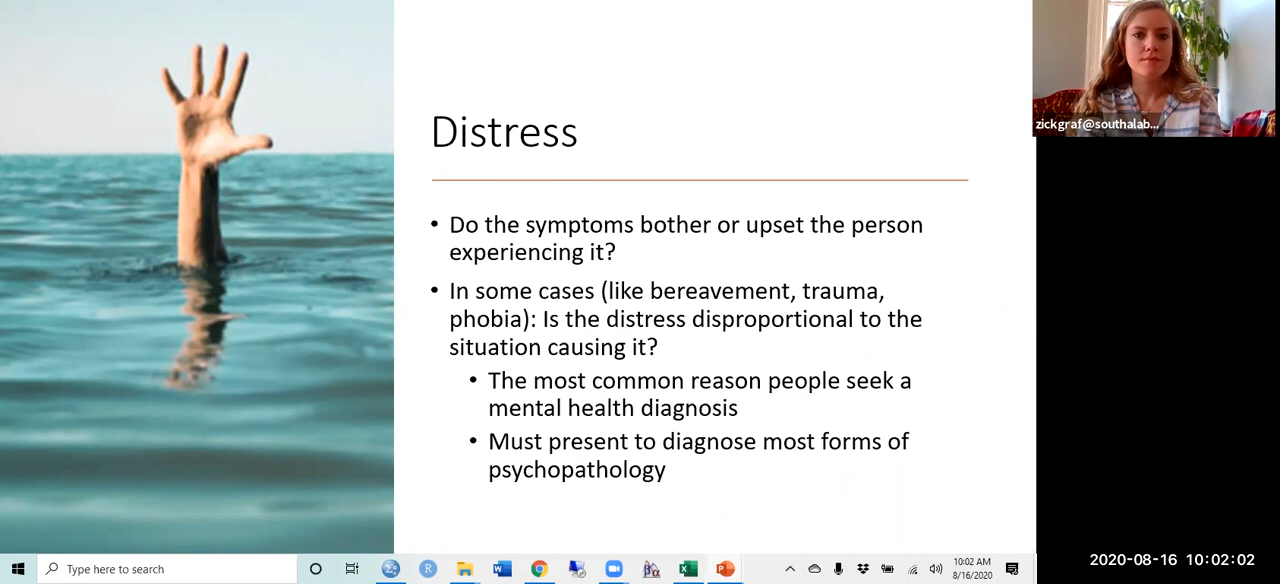 Distress
• Do the symptoms bother or upset the person
experiencing it?
• In some cases (like bereavement, trauma,
phobia): Is the distress disproportional to the
situation causing it?
• The most common reason people seek a
mental health diagnosis
• Must present to diagnose most forms of
psychopathology
zickgraf@southalab...
Type here to search
10:02 AM
8/16/2020
2020-08-16 10:02:02